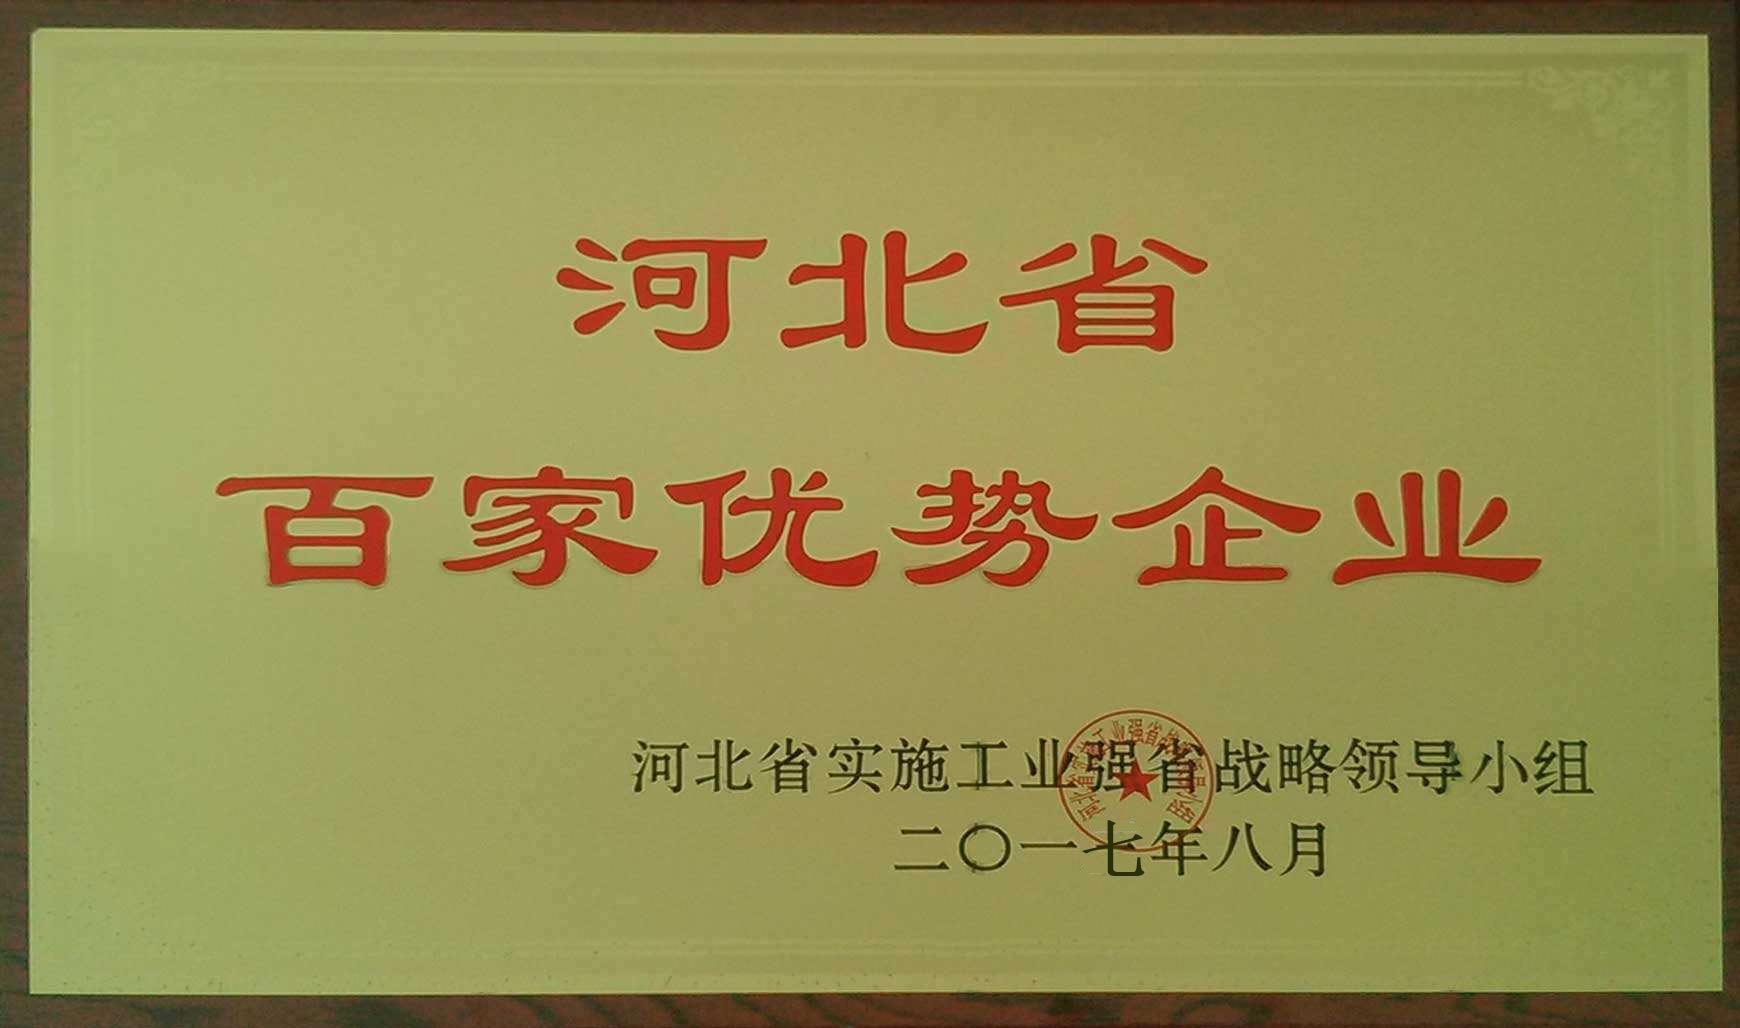 河北省
百家优势企业
河北省实施工业强省战略领导小组
二〇一七年八月